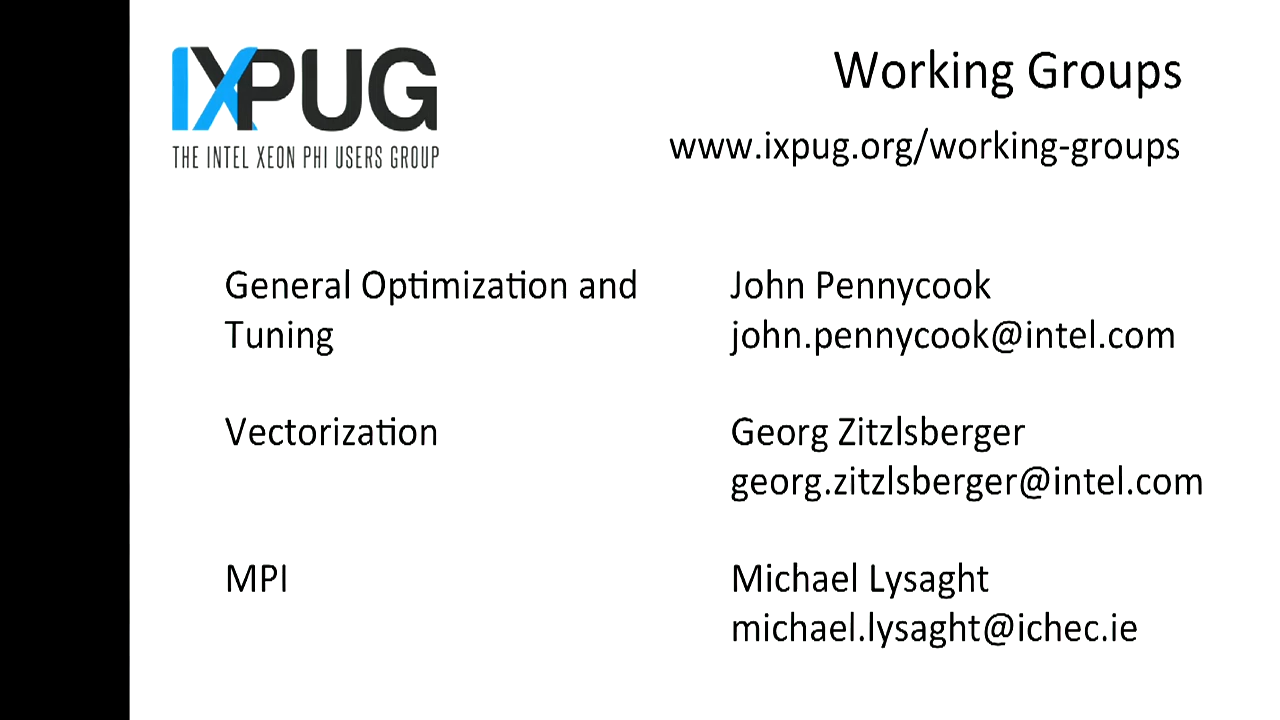 IXPUG
THE INTEL XEON PHI USERS GROUP
Working Groups
www.ixpug.org/working-groups
General Optimization and
Tuning
John Pennycook
john.pennycook@intel.com
Vectorization
Georg Zitzlsberger
georg.zitzlsberger@intel.com
MPI
Michael Lysaght
michael.lysaght@ichec.ie